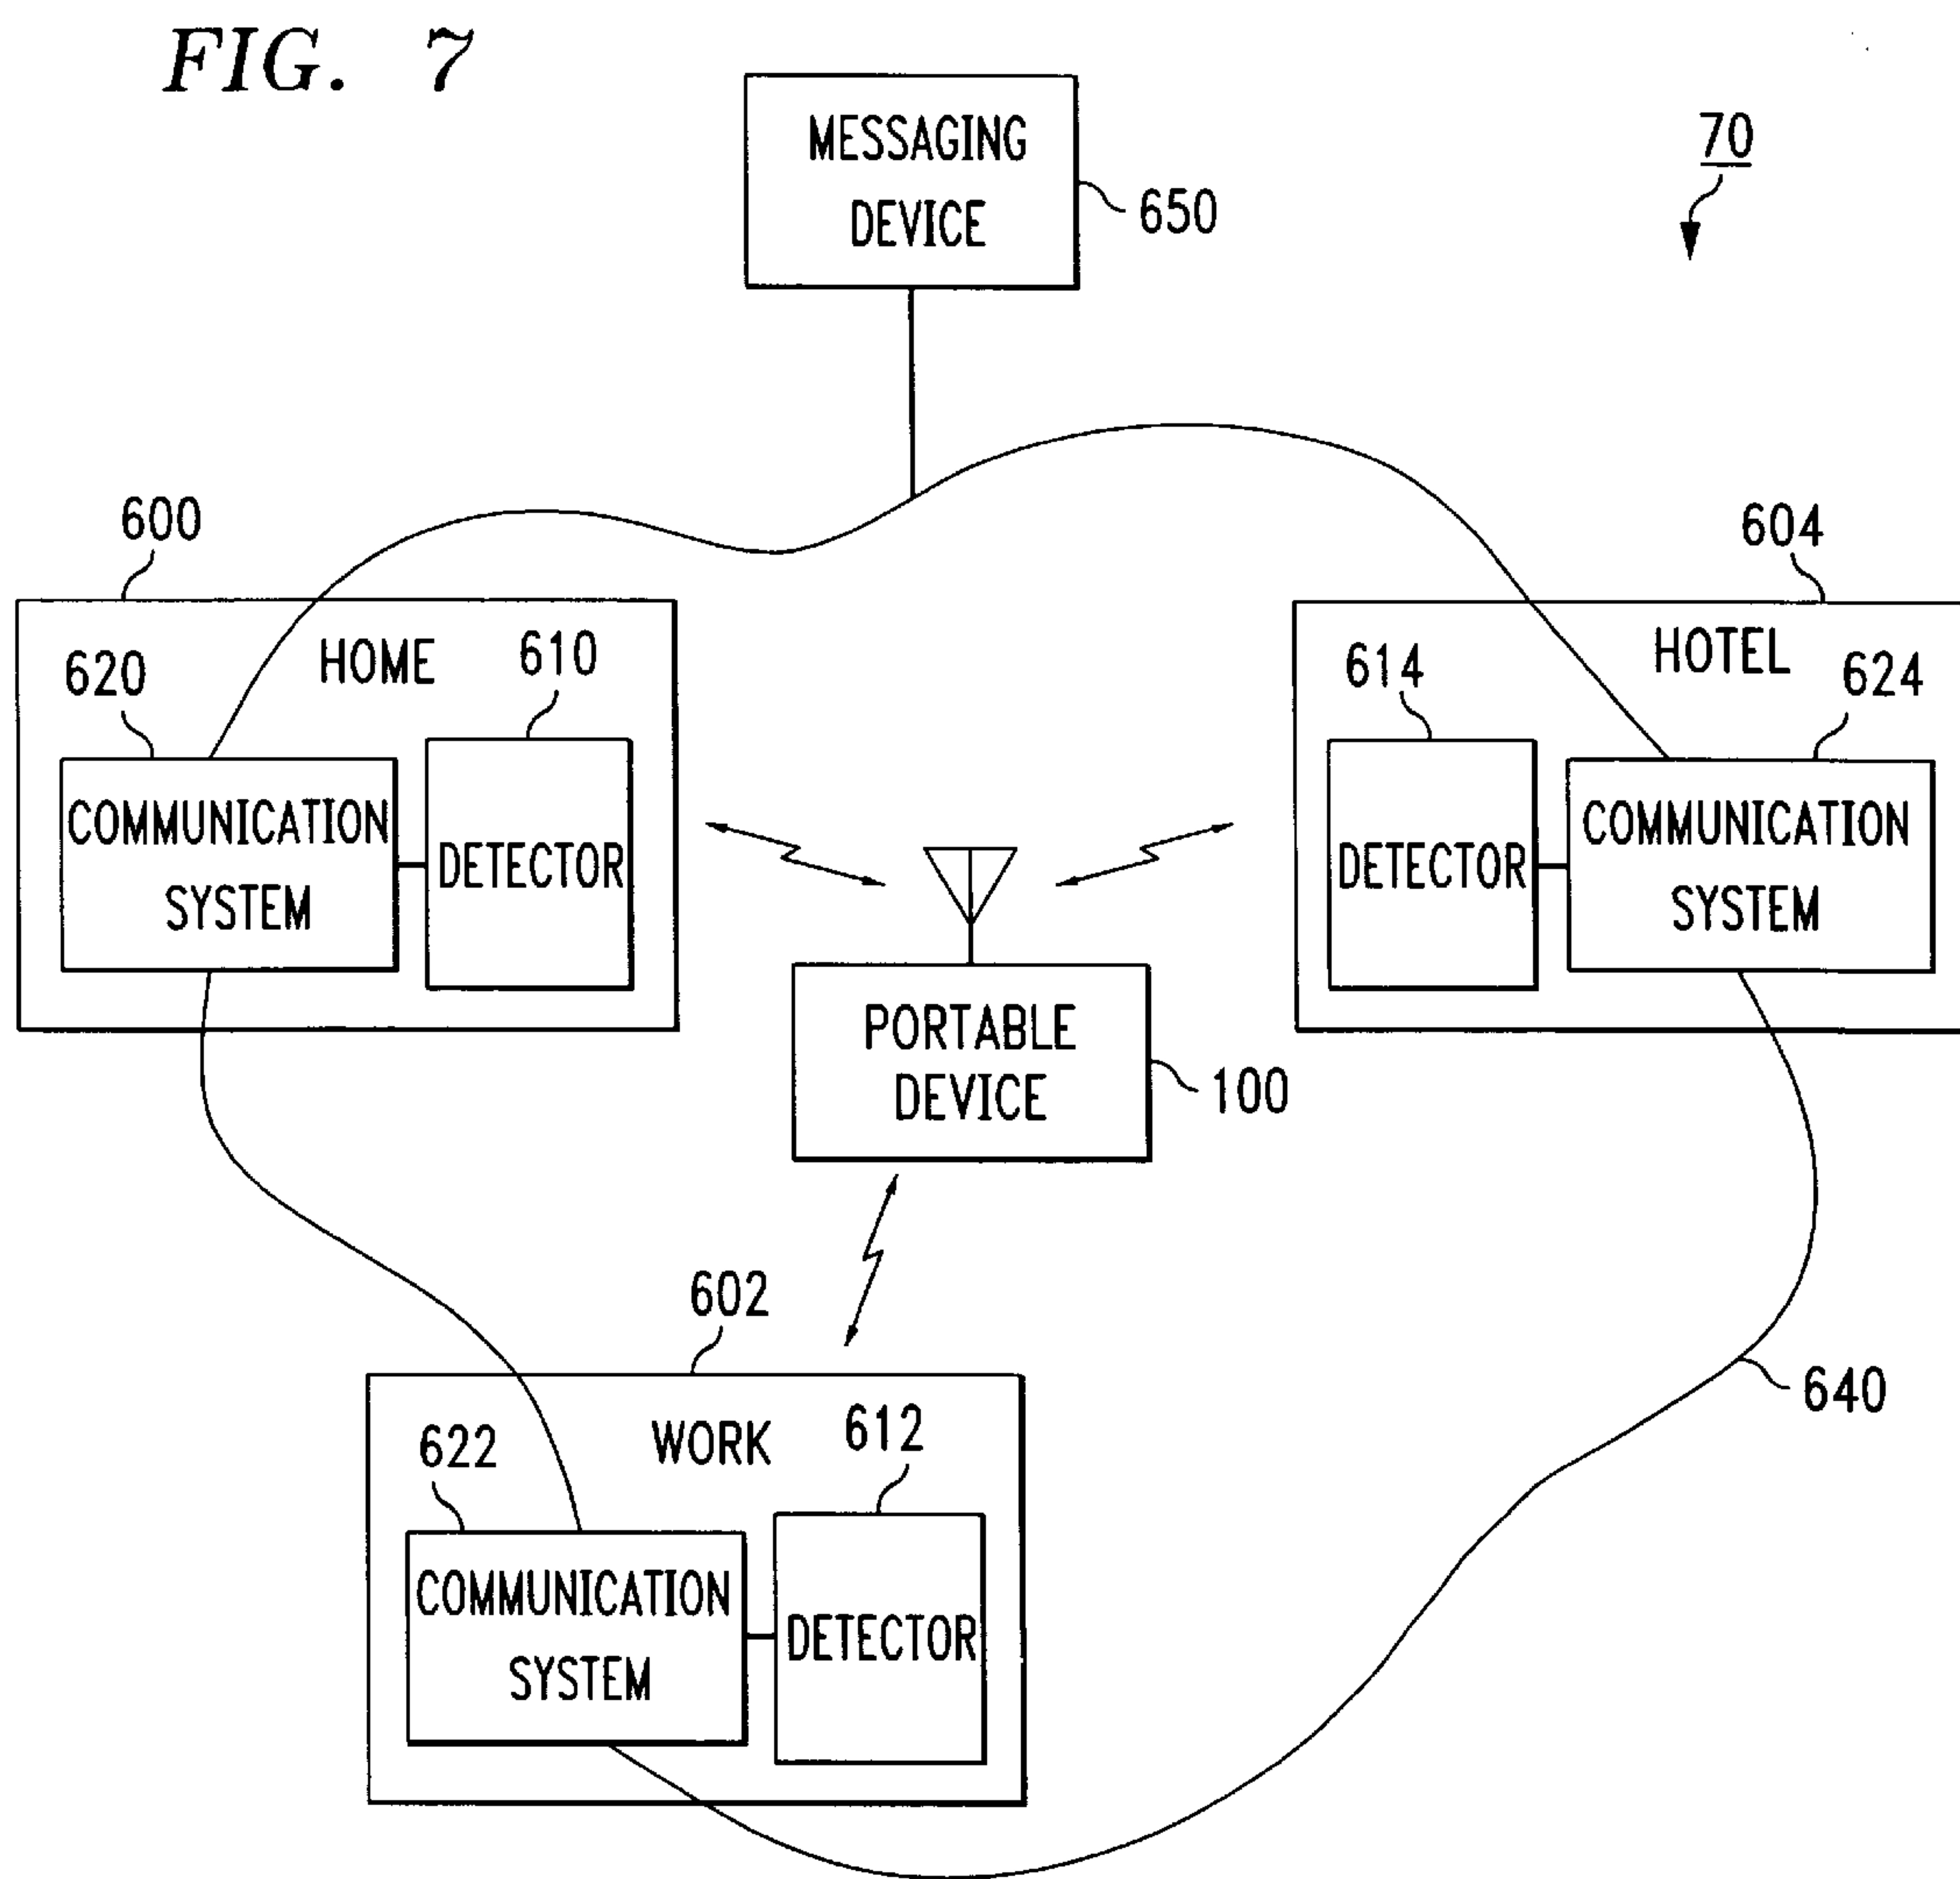 FIG. 7
MESSAGING
DEVICE
650
70
600
604
HOME
620
610
COMMUNICATION
SYSTEM
DETECTOR
HOTEL
614
624
DETECTOR
COMMUNICATION
SYSTEM
PORTABLE
DEVICE
100
602
640
WORK
622
612
COMMUNICATION
SYSTEM
DETECTOR